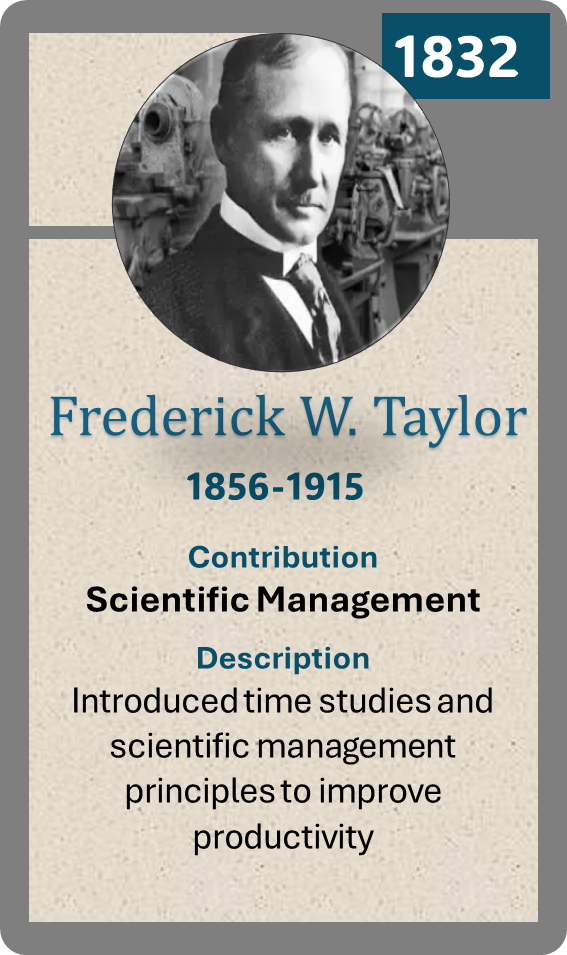 1832
Frederick W. Taylor
1856-1915
Contribution
Scientific Management
Description
Introduced time studies and
scientific management
principles to improve
productivity